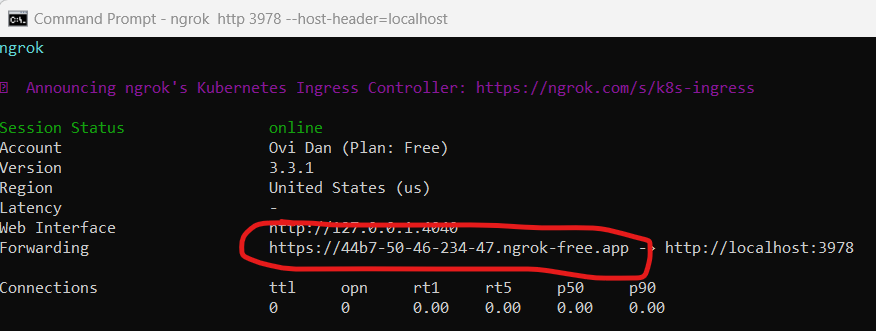 Command Prompt - ngrok  http 3978 --host-header=localhost
ngrok
Announcing ngrok's Kubernetes Ingress Controller: https://ngrok.com/s/k8s-ingress
Session Status online
Account Ovi Dan (Plan: Free)
Version 3.3.1
Region United States (us)
Latency -
Web Interface http://127.0.0.1:4040
Forwarding https://44b7-50-46-234-47.ngrok-free.app -> http://localhost:3978
Connections ttl opn rt1 rt5 p50 p90
0 0 0.00 0.00 0.00 0.00